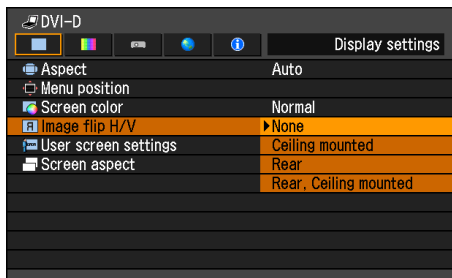 DVI-D
Display settings
Aspect Auto
Menu position
Screen color Normal
Image flip H/V None
User screen settings Ceiling mounted
Screen aspect Rear
Rear, Ceiling mounted